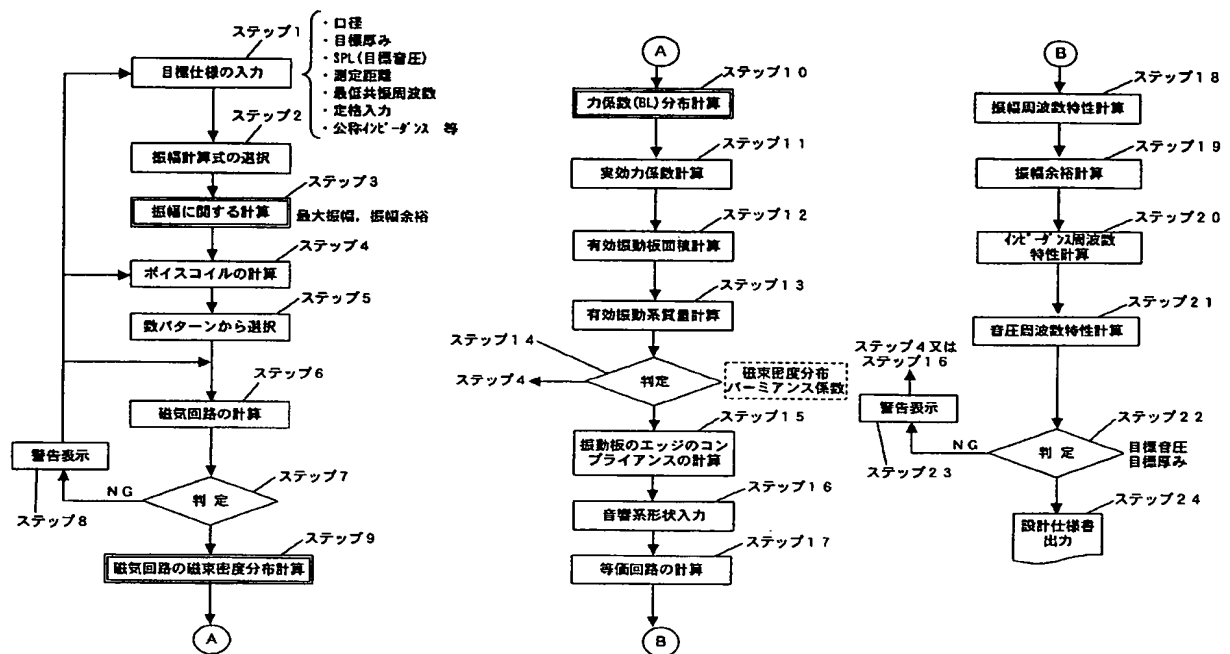 ステップ1
目標仕様の入力
・口径
・目標厚み
・SPL(目標音圧)
・測定距離
・最低共振周波数
・定格入力
・公称インピーダンス 等
ステップ2
振幅計算式の選択
ステップ3
振幅に関する計算
最大振幅，振幅余裕
ステップ4
ボイスコイルの計算
ステップ5
数パターンから選択
ステップ6
磁気回路の計算
警告表示
ステップ7
NG
判 定
ステップ8
ステップ9
磁気回路の磁束密度分布計算
A
A
ステップ10
力係数(BL)分布計算
ステップ11
実効力係数計算
ステップ12
有効振動板面積計算
ステップ13
有効振動系質量計算
ステップ14
ステップ4
判定
磁束密度分布
パーミアンス係数
ステップ15
振動板のエッジのコン
プライアンスの計算
ステップ16
音響系形状入力
ステップ17
等価回路の計算
B
B
ステップ18
振幅周波数特性計算
ステップ19
振幅余裕計算
ステップ20
インピーダンス周波数
特性計算
ステップ21
音圧周波数特性計算
ステップ4又は
ステップ16
警告表示
ステップ22
NG
判 定
目標音圧
目標厚み
ステップ23
ステップ24
設計仕様書
出力